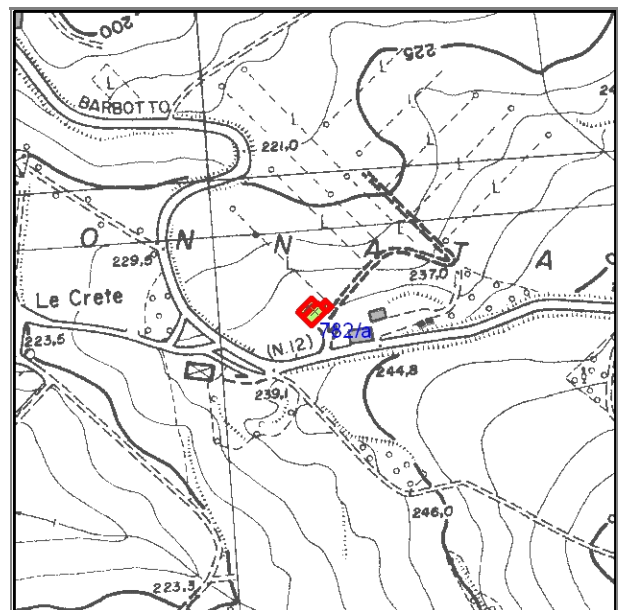 200
225
24
L
L
BARBOTTO
L
221,0
L
L
L
O N N A T A
229,5
L
237,0
Le Crete
782/a
223,5
(N.12)
244,8
239,1
246,0
223,3